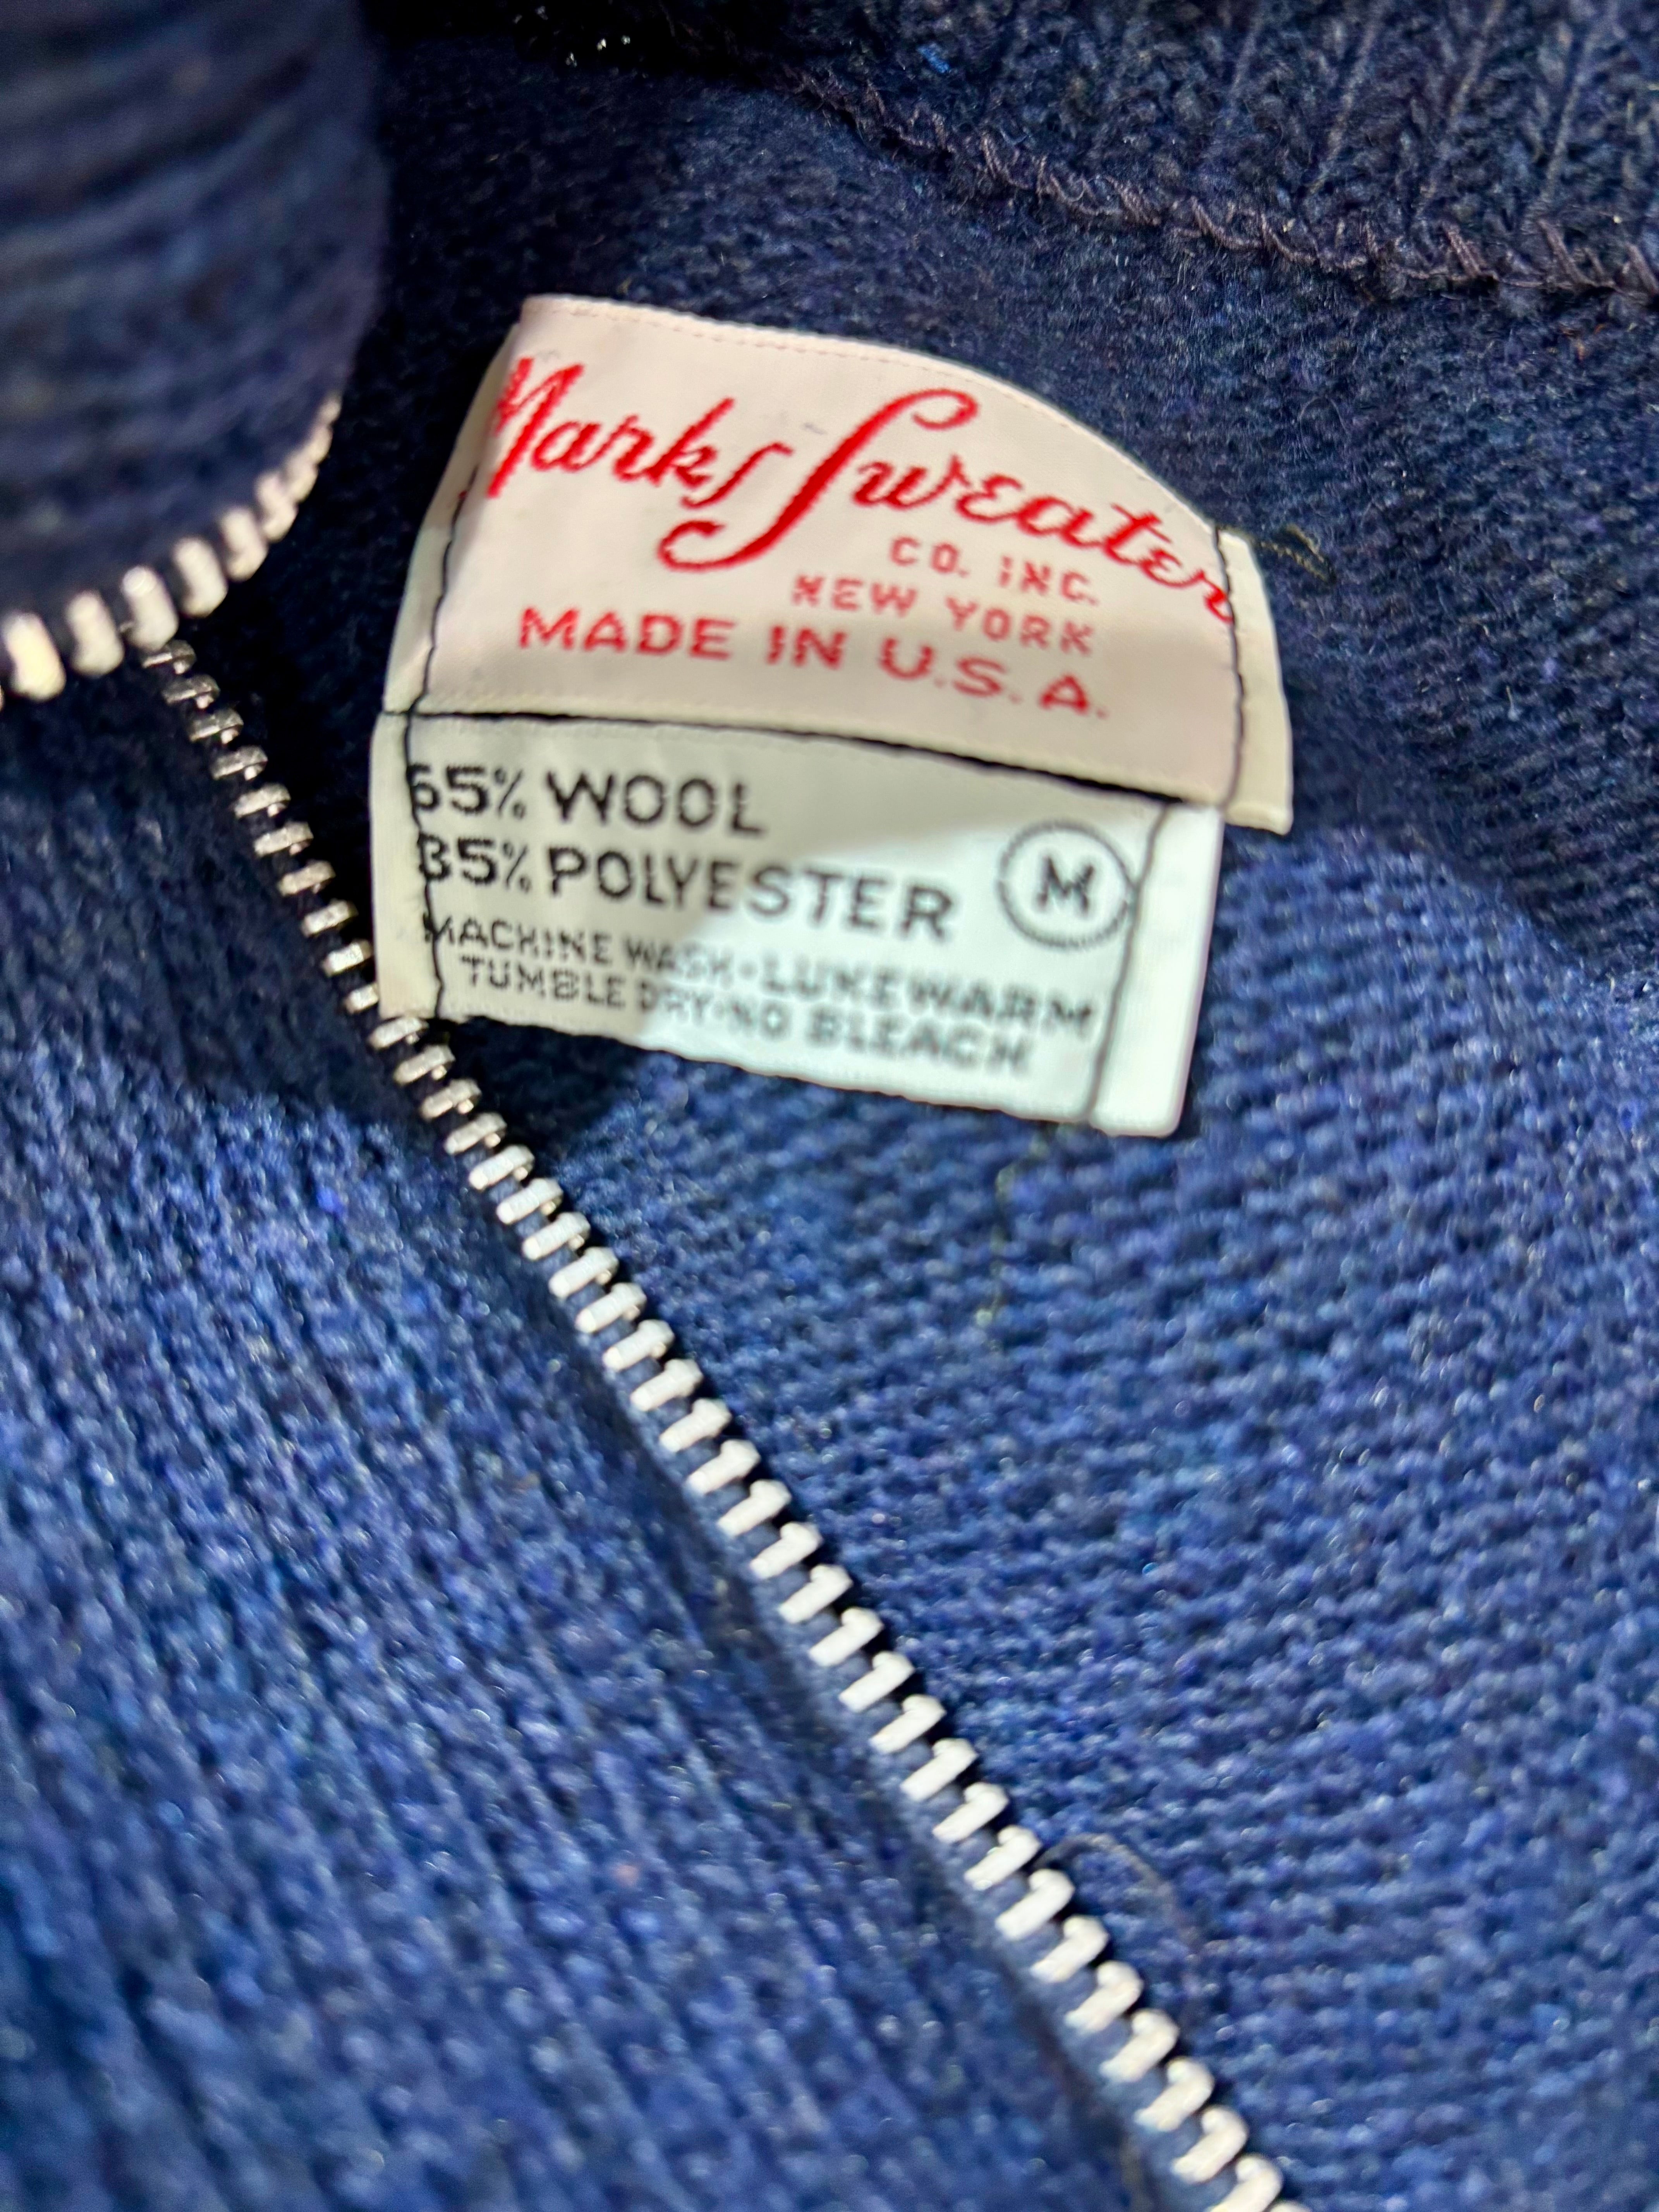 Marks Sweater
CO. INC.
NEW YORK
MADE IN U.S.A.
65% WOOL
35% POLYESTER
M
MACHINE WASH·LUKEWARM
TUMBLE DRY·NO BLEACH